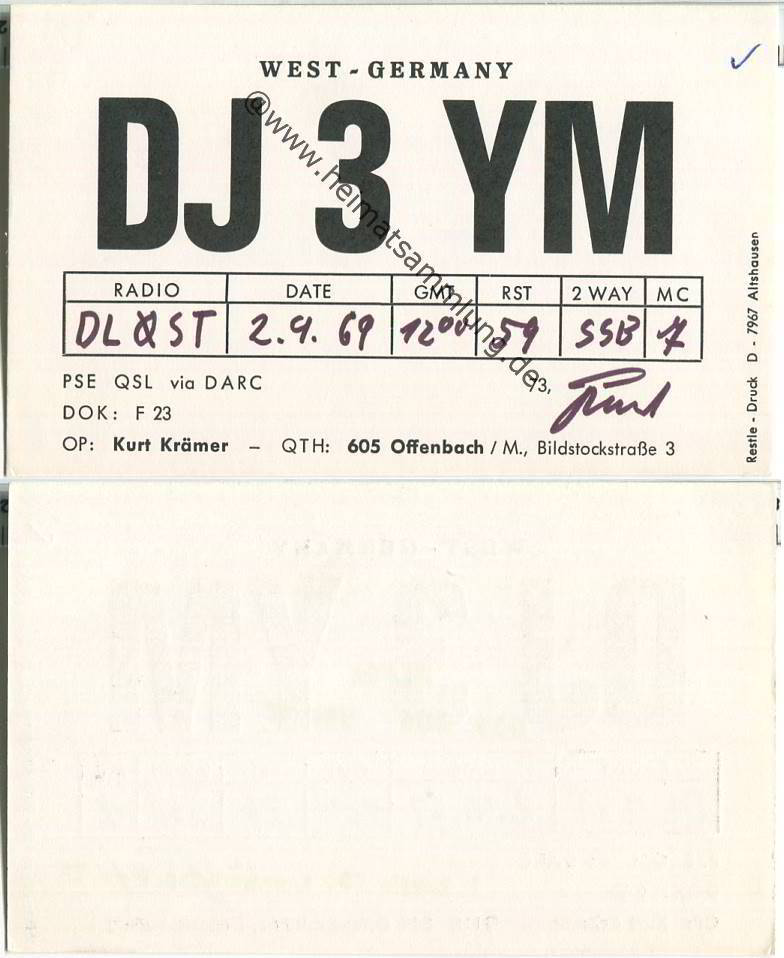 WEST - GERMANY
DJ 3 YM
RADIO DATE GMT RST 2 WAY MC
DLØST 2.9.69 12⁰⁰ 59 SSB 7
PSE QSL via DARC 73, Kurt
DOK: F 23
OP: Kurt Krämer – QTH: 605 Offenbach / M., Bildstockstraße 3
Restle - Druck D - 7967 Altshausen
@www.heimatsammlung.de